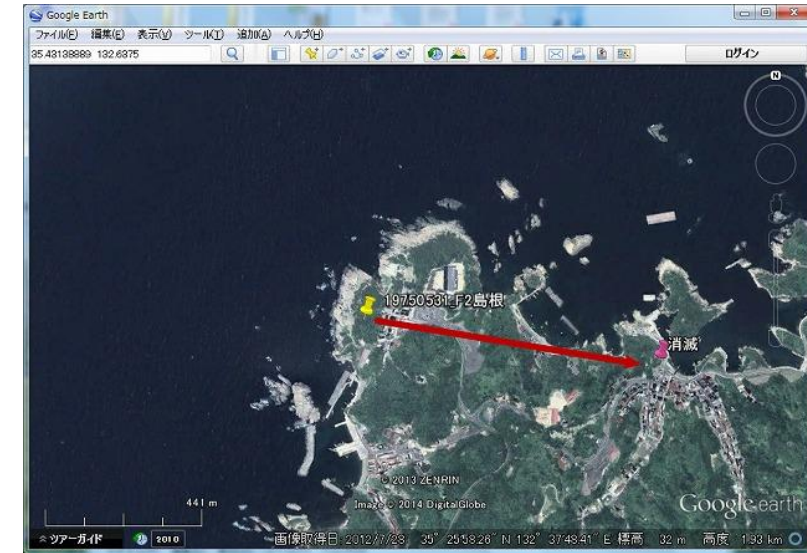 Google Earth
ファイル(F) 編集(E) 表示(V) ツール(T) 追加(A) ヘルプ(H)
35.43138889 132.6375
ログイン
N
19750531_F2島根
消滅
© 2013 ZENRIN
Image © 2014 DigitalGlobe
441 m
Google earth
ツアーガイド
2010
画像取得日: 2012/7/28 35° 25'58.26" N 132° 37'48.41" E 標高 32 m 高度 1.93 km